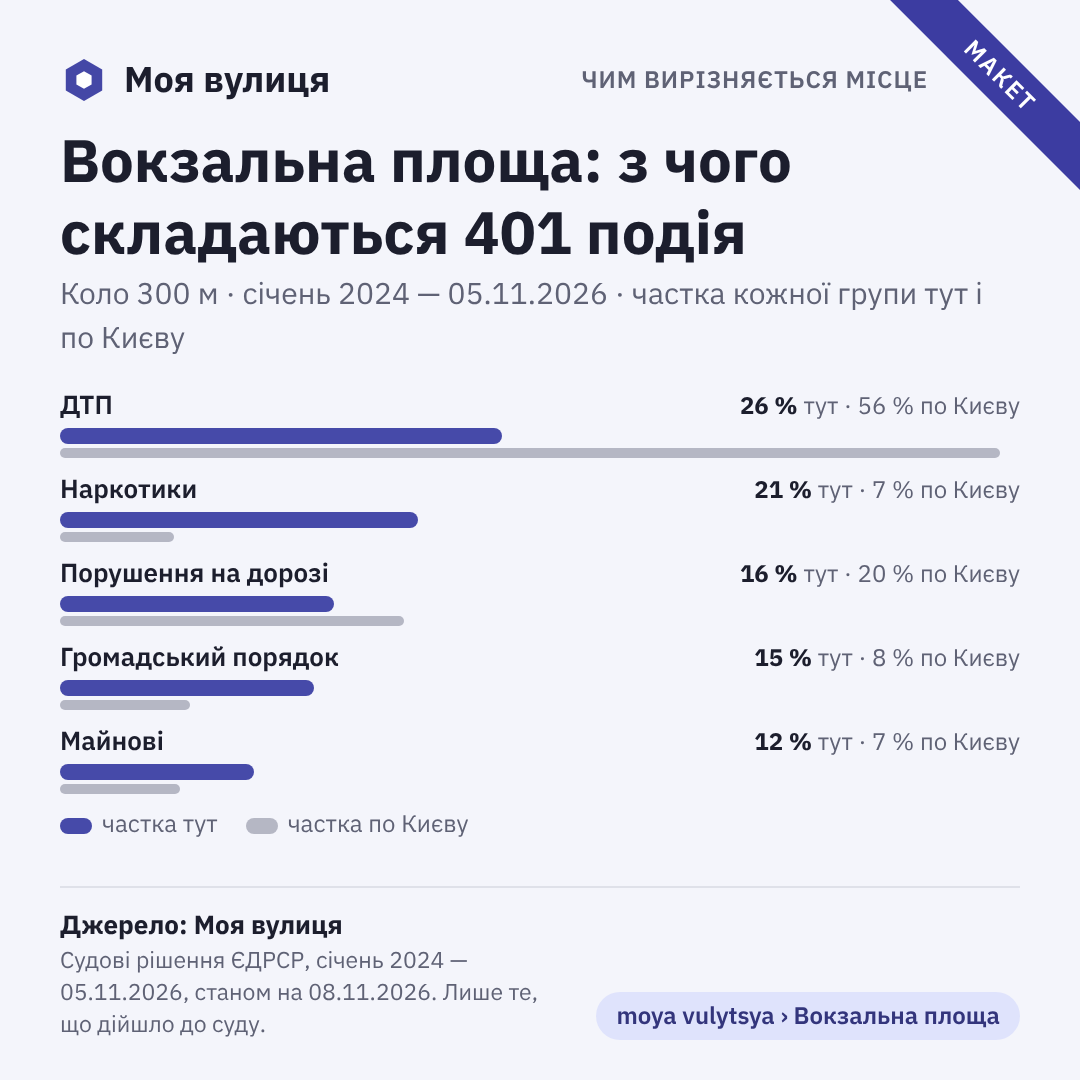 Моя вулиця
ЧИМ ВИРІЗНЯЄТЬСЯ МІСЦЕ
МАКЕТ
Вокзальна площа: з чого
складаються 401 подія
Коло 300 м · січень 2024 — 05.11.2026 · частка кожної групи тут і
по Києву
ДТП
26 % тут · 56 % по Києву
Наркотики
21 % тут · 7 % по Києву
Порушення на дорозі
16 % тут · 20 % по Києву
Громадський порядок
15 % тут · 8 % по Києву
Майнові
12 % тут · 7 % по Києву
частка тут
частка по Києву
Джерело: Моя вулиця
Судові рішення ЄДРСР, січень 2024 —
05.11.2026, станом на 08.11.2026. Лише те,
що дійшло до суду.
moya vulytsya › Вокзальна площа